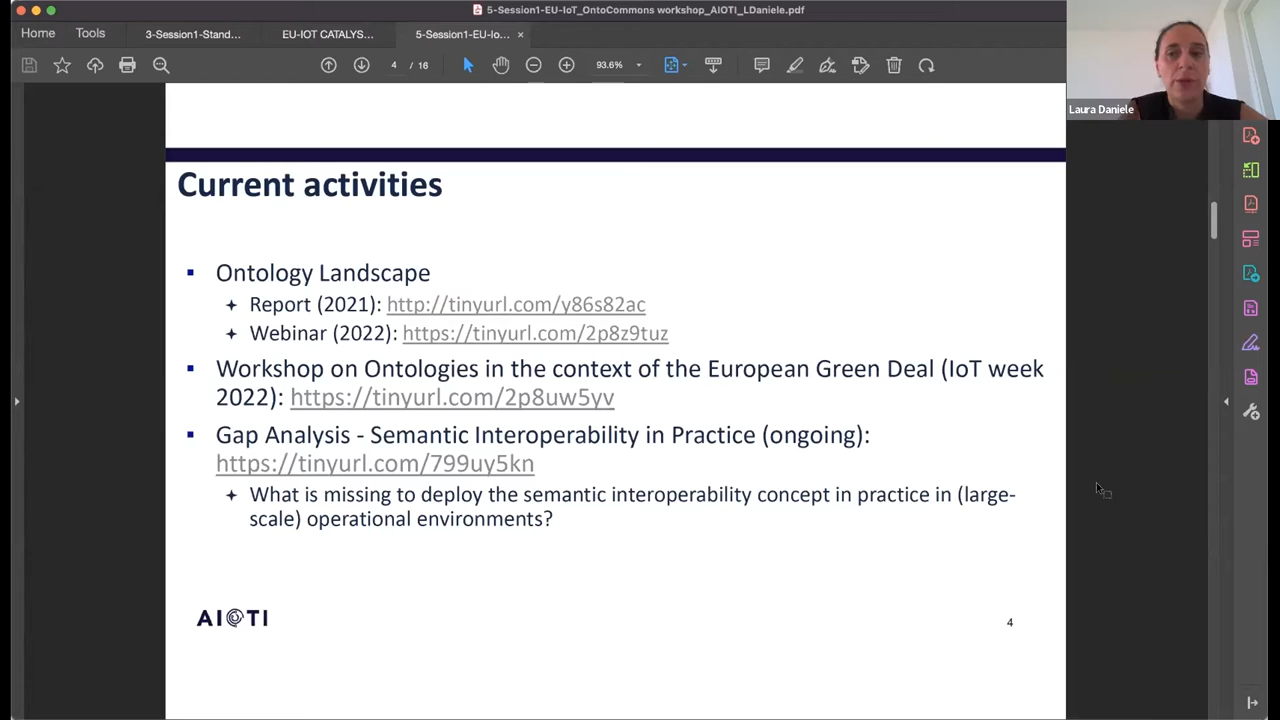 5-Session1-EU-IoT_OntoCommons workshop_AIOTI_LDaniele.pdf
Home
Tools
3-Session1-Stand...
EU-IOT CATALYS...
5-Session1-EU-Io...
4 / 16
93.6%
Laura Daniele
Current activities
Ontology Landscape
Report (2021): http://tinyurl.com/y86s82ac
Webinar (2022): https://tinyurl.com/2p8z9tuz
Workshop on Ontologies in the context of the European Green Deal (IoT week
2022): https://tinyurl.com/2p8uw5yv
Gap Analysis - Semantic Interoperability in Practice (ongoing):
https://tinyurl.com/799uy5kn
What is missing to deploy the semantic interoperability concept in practice in (large-
scale) operational environments?
AIOTI
4